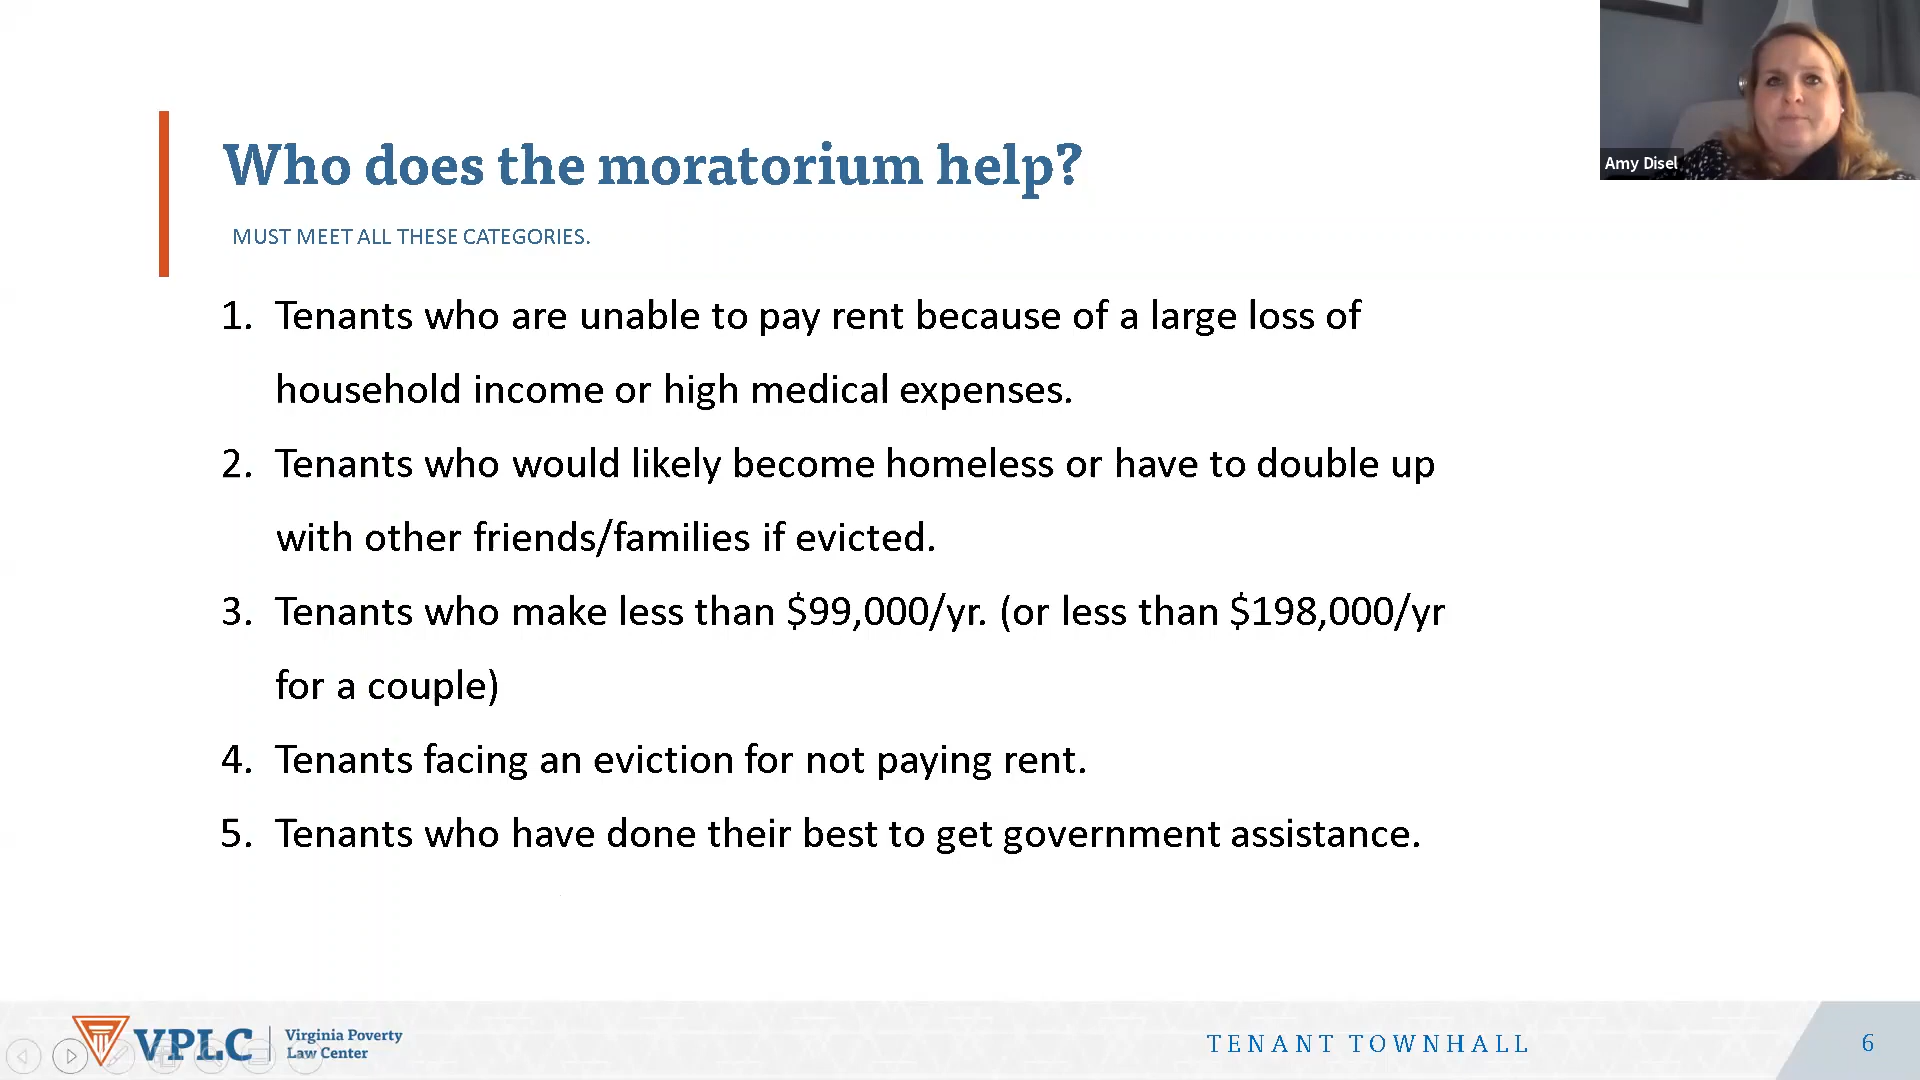 Who does the moratorium help?
MUST MEET ALL THESE CATEGORIES.
1. Tenants who are unable to pay rent because of a large loss of
household income or high medical expenses.
2. Tenants who would likely become homeless or have to double up
with other friends/families if evicted.
3. Tenants who make less than $99,000/yr. (or less than $198,000/yr
for a couple)
4. Tenants facing an eviction for not paying rent.
5. Tenants who have done their best to get government assistance.
Amy Disel
VPLC
Virginia Poverty
Law Center
TENANT TOWNHALL
6